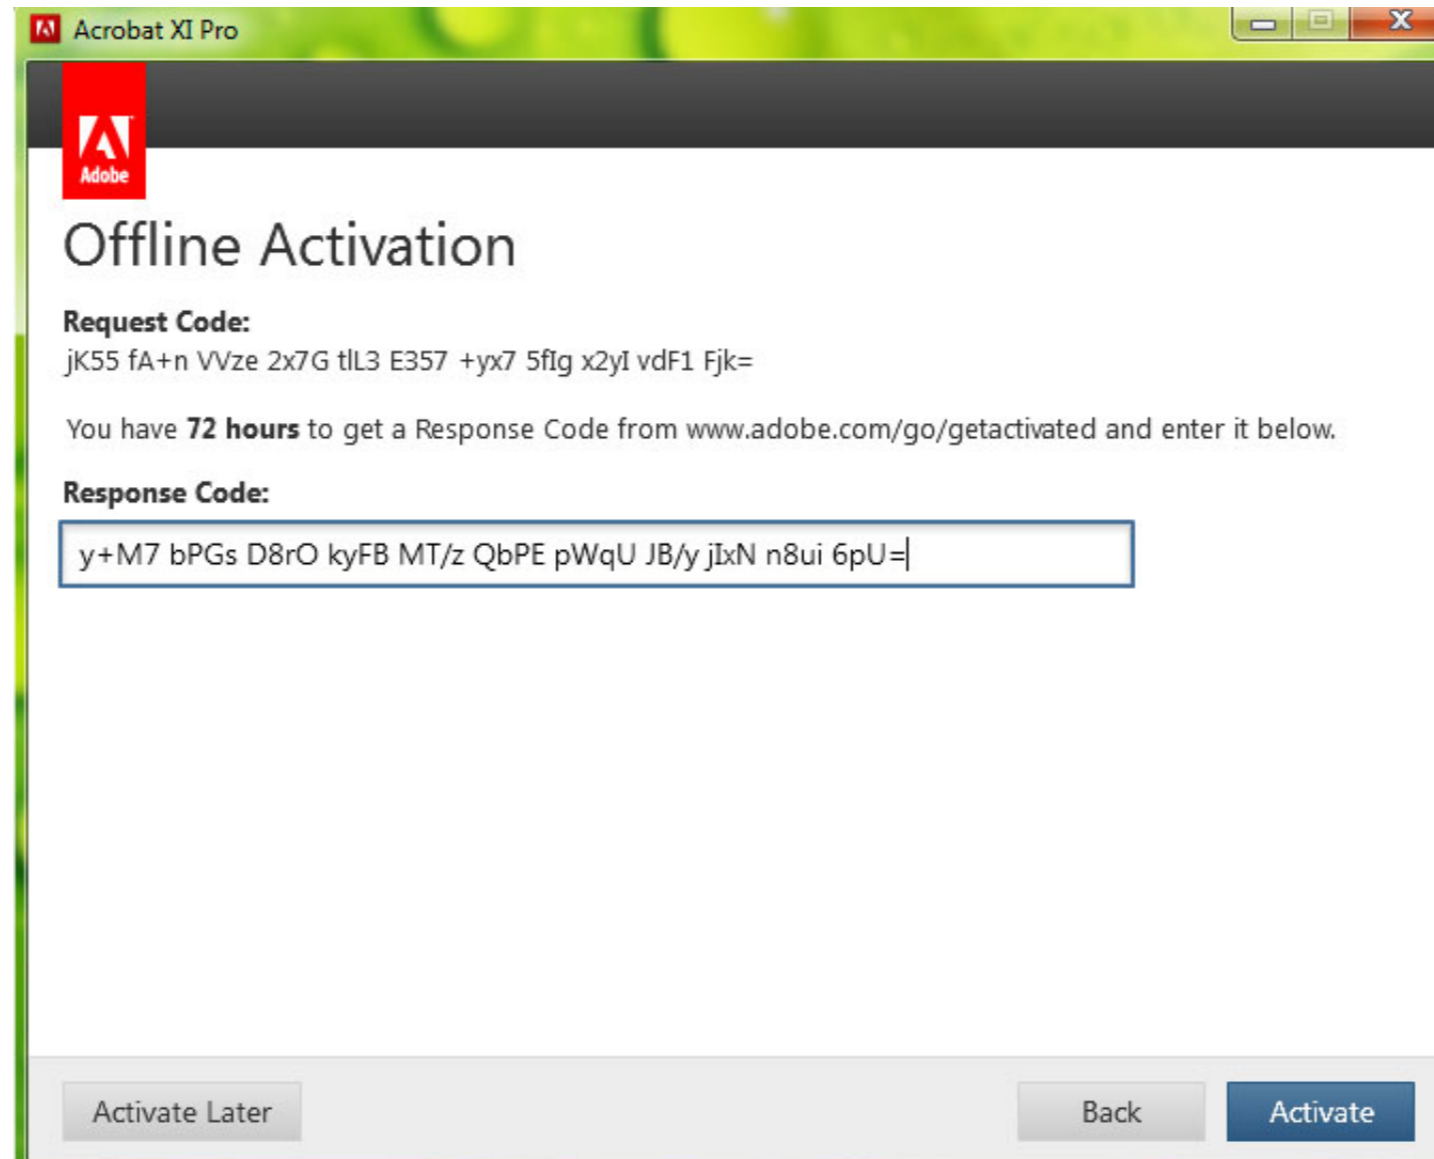 Acrobat XI Pro
Adobe
Offline Activation
Request Code:
jK55 fA+n VVze 2x7G tlL3 E357 +yx7 5fIg x2yI vdF1 Fjk=
You have 72 hours to get a Response Code from www.adobe.com/go/getactivated and enter it below.
Response Code:
y+M7 bPGs D8rO kyFB MT/z QbPE pWqU JB/y jIxN n8ui 6pU=
Activate Later
Back
Activate